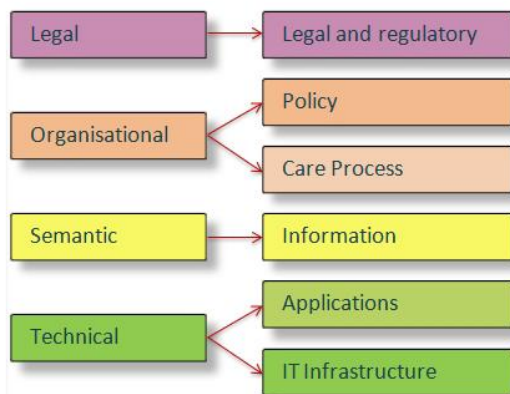 Legal
Legal and regulatory
Organisational
Policy
Care Process
Semantic
Information
Technical
Applications
IT Infrastructure